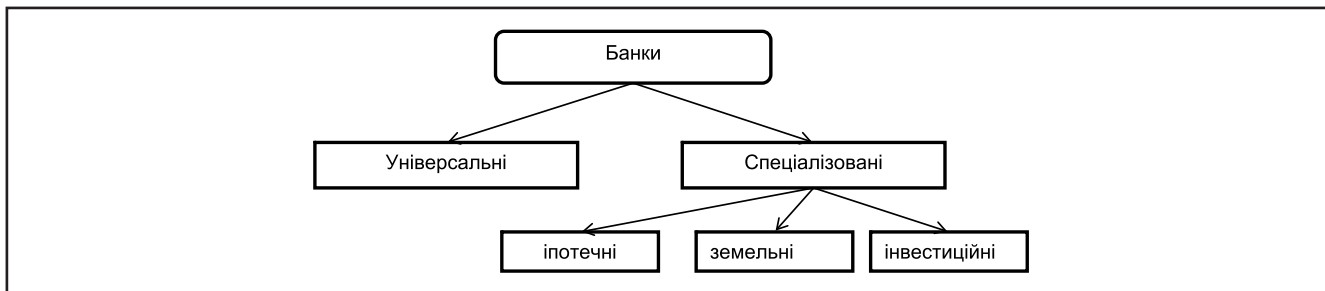 Банки
Універсальні
Спеціалізовані
іпотечні
земельні
інвестиційні